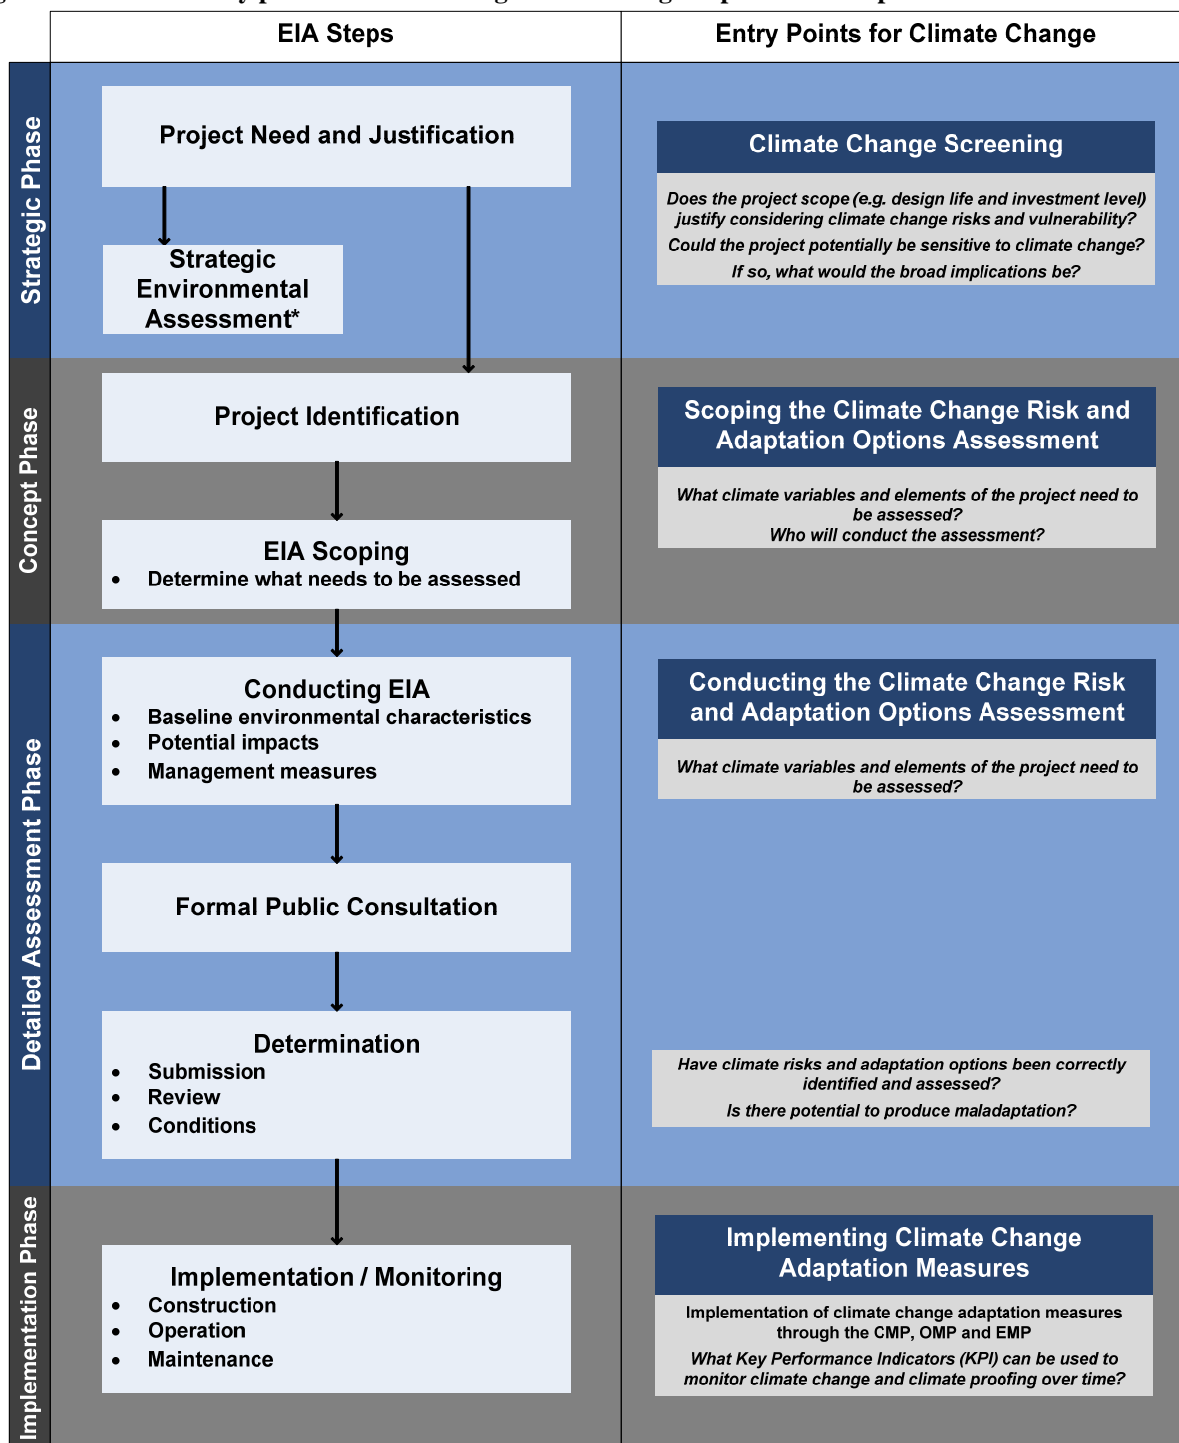 EIA Steps
Entry Points for Climate Change
Strategic Phase
Project Need and Justification
Strategic
Environmental
Assessment*
Climate Change Screening
Does the project scope (e.g. design life and investment level)
justify considering climate change risks and vulnerability?
Could the project potentially be sensitive to climate change?
If so, what would the broad implications be?
Concept Phase
Project Identification
EIA Scoping
• Determine what needs to be assessed
Scoping the Climate Change Risk and
Adaptation Options Assessment
What climate variables and elements of the project need to
be assessed?
Who will conduct the assessment?
Detailed Assessment Phase
Conducting EIA
• Baseline environmental characteristics
• Potential impacts
• Management measures
Conducting the Climate Change Risk
and Adaptation Options Assessment
What climate variables and elements of the project need to
be assessed?
Formal Public Consultation
Determination
• Submission
• Review
• Conditions
Have climate risks and adaptation options been correctly
identified and assessed?
Is there potential to produce maladaptation?
Implementation Phase
Implementation / Monitoring
• Construction
• Operation
• Maintenance
Implementing Climate Change
Adaptation Measures
Implementation of climate change adaptation measures
through the CMP, OMP and EMP
What Key Performance Indicators (KPI) can be used to
monitor climate change and climate proofing over time?